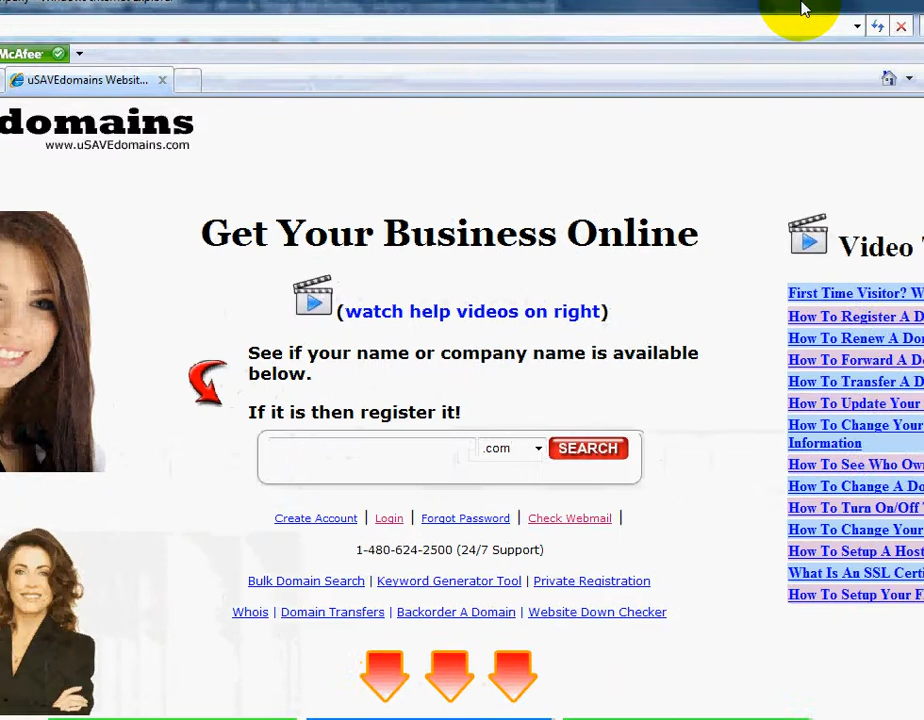 McAfee
uSAVEdomains Websit...
domains
www.uSAVEdomains.com
Get Your Business Online
(watch help videos on right)
See if your name or company name is available
below.
If it is then register it!
.com
SEARCH
Create Account | Login | Forgot Password | Check Webmail |
1-480-624-2500 (24/7 Support)
Bulk Domain Search | Keyword Generator Tool | Private Registration
Whois | Domain Transfers | Backorder A Domain | Website Down Checker
Video
First Time Visitor? W
How To Register A D
How To Renew A Do
How To Forward A D
How To Transfer A D
How To Update Your
How To Change Your
Information
How To See Who Ow
How To Change A Do
How To Turn On/Off
How To Change Your
How To Setup A Host
What Is An SSL Certi
How To Setup Your F